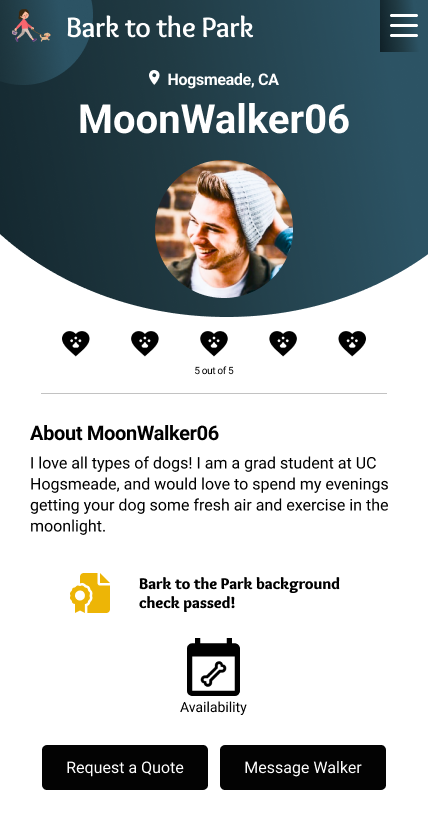 Bark to the Park
Hogsmeade, CA
MoonWalker06
5 out of 5
About MoonWalker06
I love all types of dogs! I am a grad student at UC
Hogsmeade, and would love to spend my evenings
getting your dog some fresh air and exercise in the
moonlight.
Bark to the Park background
check passed!
Availability
Request a Quote
Message Walker